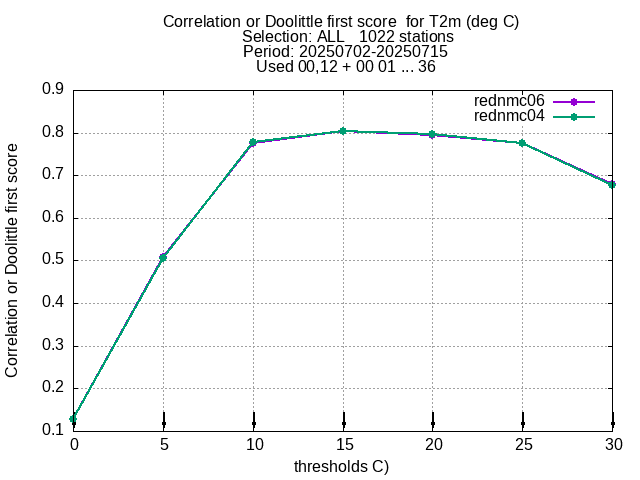 Correlation or Doolittle first score  for T2m (deg C)
Selection: ALL   1022 stations
Period: 20250702-20250715
Used 00,12 + 00 01 ... 36
rednmc06
rednmc04
Correlation or Doolittle first score
0.9
0.8
0.7
0.6
0.5
0.4
0.3
0.2
0.1
0 5 10 15 20 25 30
thresholds C)